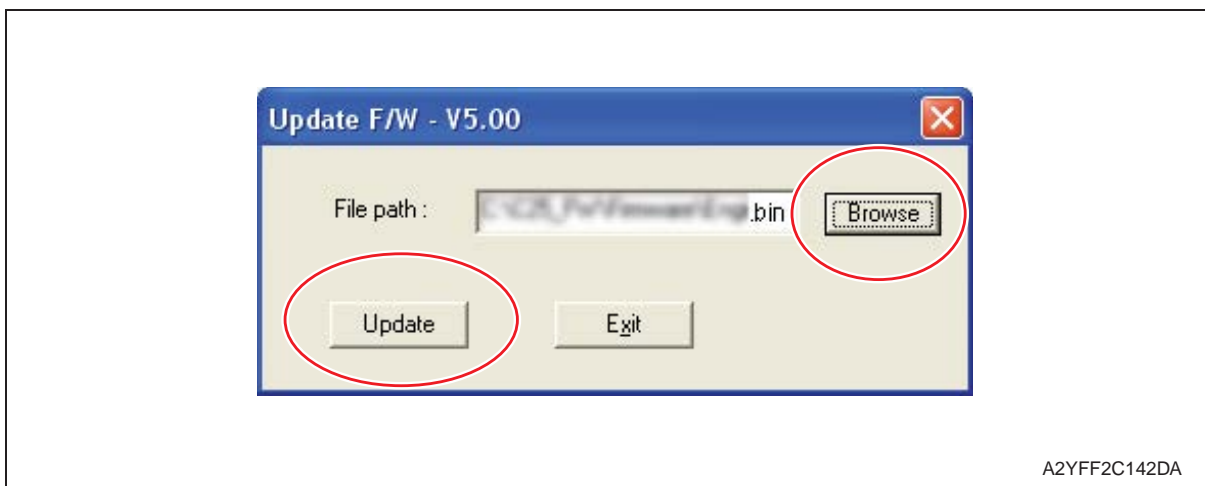 Update F/W - V5.00
File path : .bin Browse
Update Exit
A2YFF2C142DA